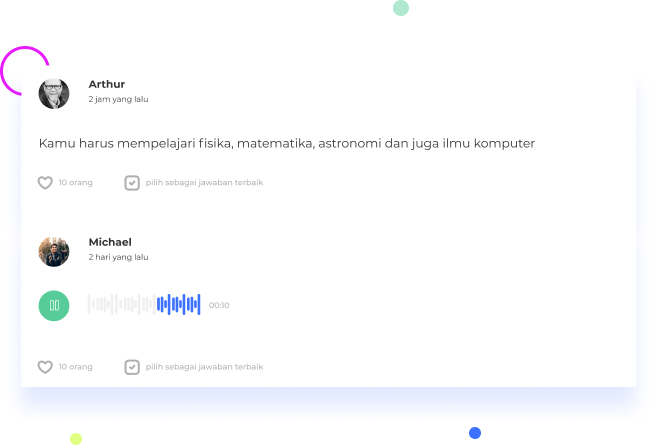 Arthur
2 jam yang lalu
Kamu harus mempelajari fisika, matematika, astronomi dan juga ilmu komputer
10 orang
pilih sebagai jawaban terbaik
Michael
2 hari yang lalu
00:10
10 orang
pilih sebagai jawaban terbaik